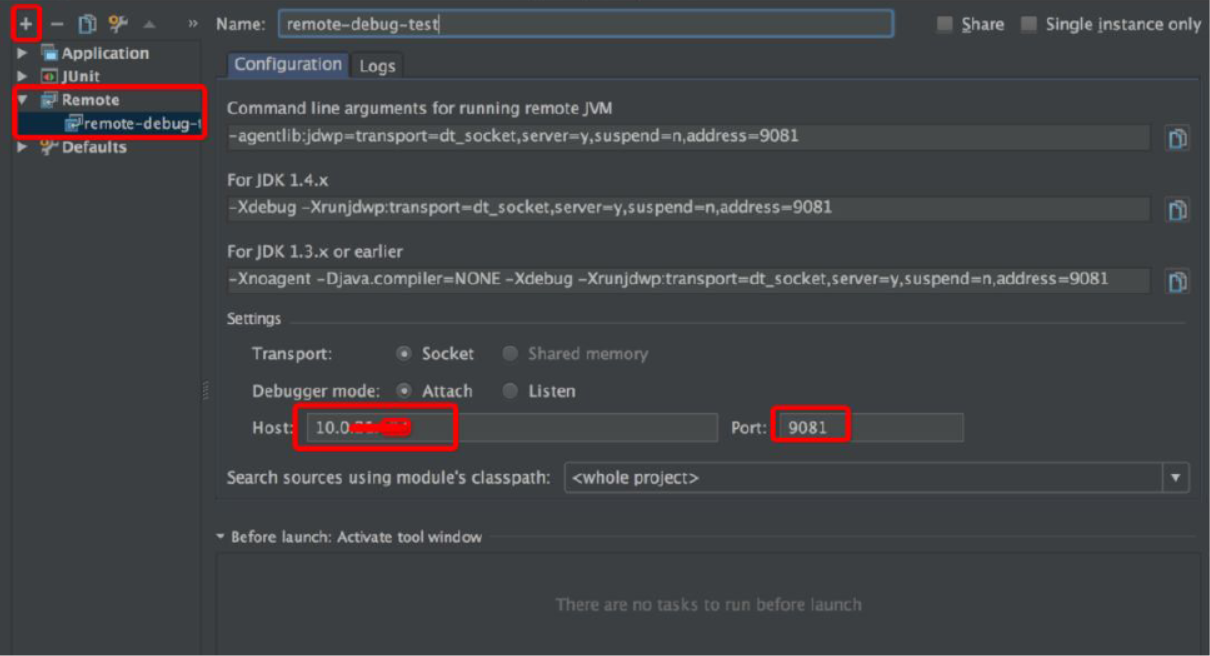 Name: remote-debug-test
Share Single instance only
Application
JUnit
Remote
remote-debug-t
Defaults
Configuration Logs
Command line arguments for running remote JVM
-agentlib:jdwp=transport=dt_socket,server=y,suspend=n,address=9081
For JDK 1.4.x
-Xdebug -Xrunjdwp:transport=dt_socket,server=y,suspend=n,address=9081
For JDK 1.3.x or earlier
-Xnoagent -Djava.compiler=NONE -Xdebug -Xrunjdwp:transport=dt_socket,server=y,suspend=n,address=9081
Settings
Transport: Socket Shared memory
Debugger mode: Attach Listen
Host: 10.0. Port: 9081
Search sources using module's classpath: <whole project>
Before launch: Activate tool window
There are no tasks to run before launch